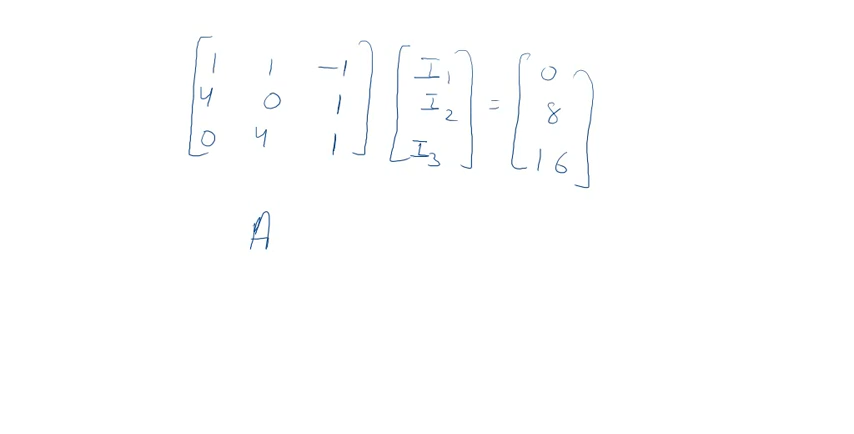 [1 1 -1] [I₁] = [0]
[4 0 1] [I₂] [8]
[0 4 1] [I₃] [16]
A